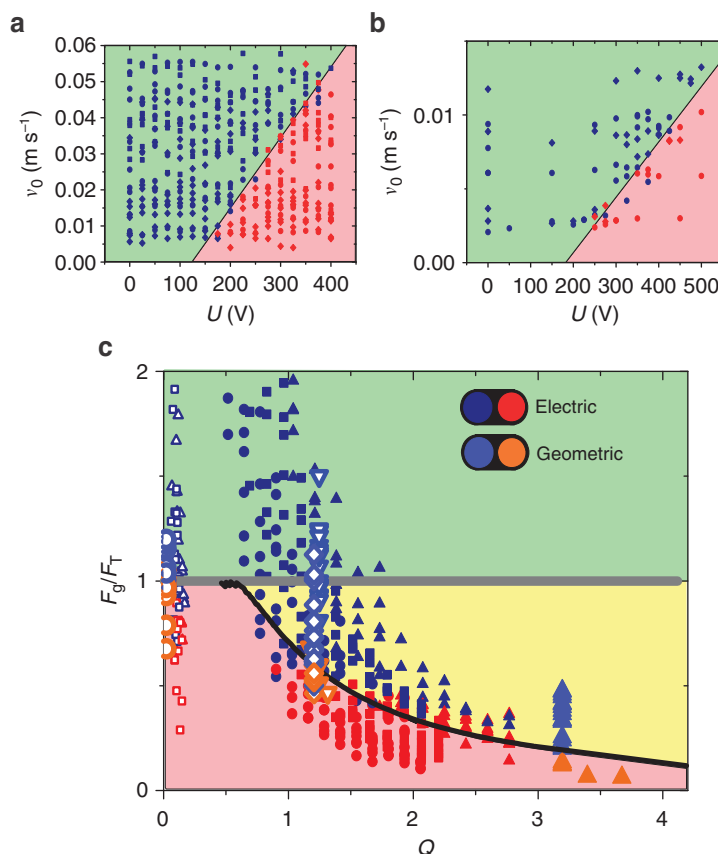 a
0.06
0.05
0.04
0.03
0.02
0.01
0.00
v₀ (m s⁻¹)
0 100 200 300 400
U (V)
b
0.01
0.00
v₀ (m s⁻¹)
0 100 200 300 400 500
U (V)
c
2
1
0
F_g/F_T
Electric
Geometric
0 1 2 3 4
Q